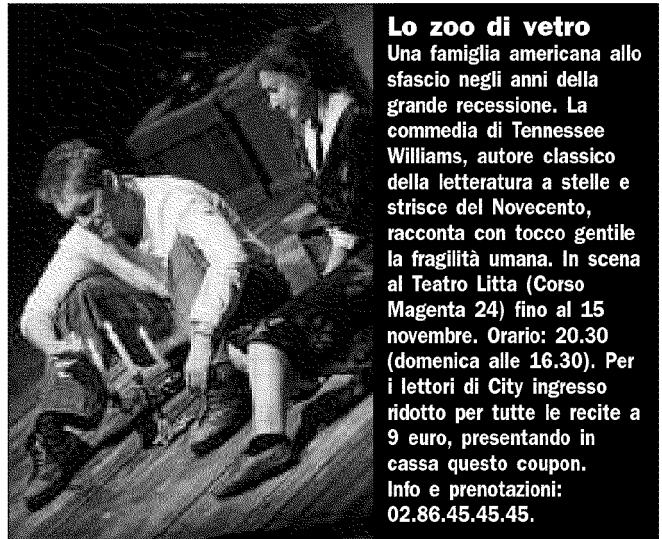 Lo zoo di vetro
Una famiglia americana allo
sfascio negli anni della
grande recessione. La
commedia di Tennessee
Williams, autore classico
della letteratura a stelle e
strisce del Novecento,
racconta con tocco gentile
la fragilità umana. In scena
al Teatro Litta (Corso
Magenta 24) fino al 15
novembre. Orario: 20.30
(domenica alle 16.30). Per
i lettori di City ingresso
ridotto per tutte le recite a
9 euro, presentando in
cassa questo coupon.
Info e prenotazioni:
02.86.45.45.45.